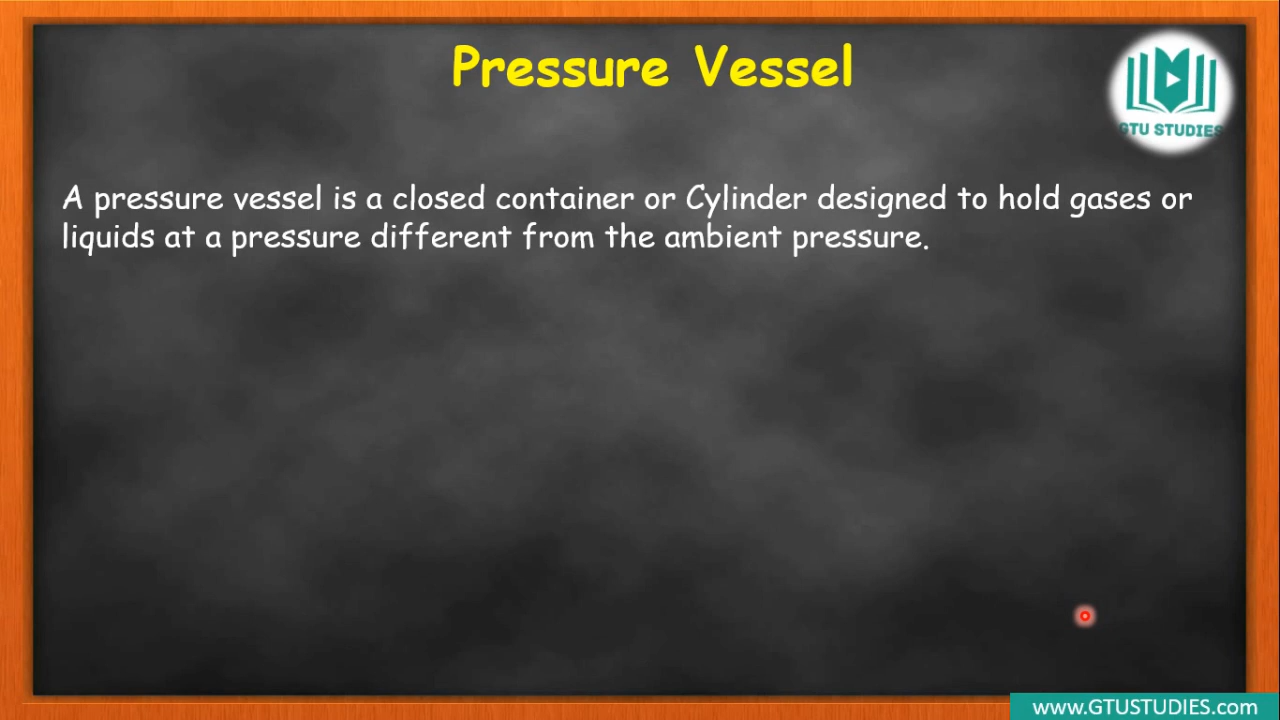 Pressure Vessel
GTU STUDIES
A pressure vessel is a closed container or Cylinder designed to hold gases or
liquids at a pressure different from the ambient pressure.
www.GTUSTUDIES.com